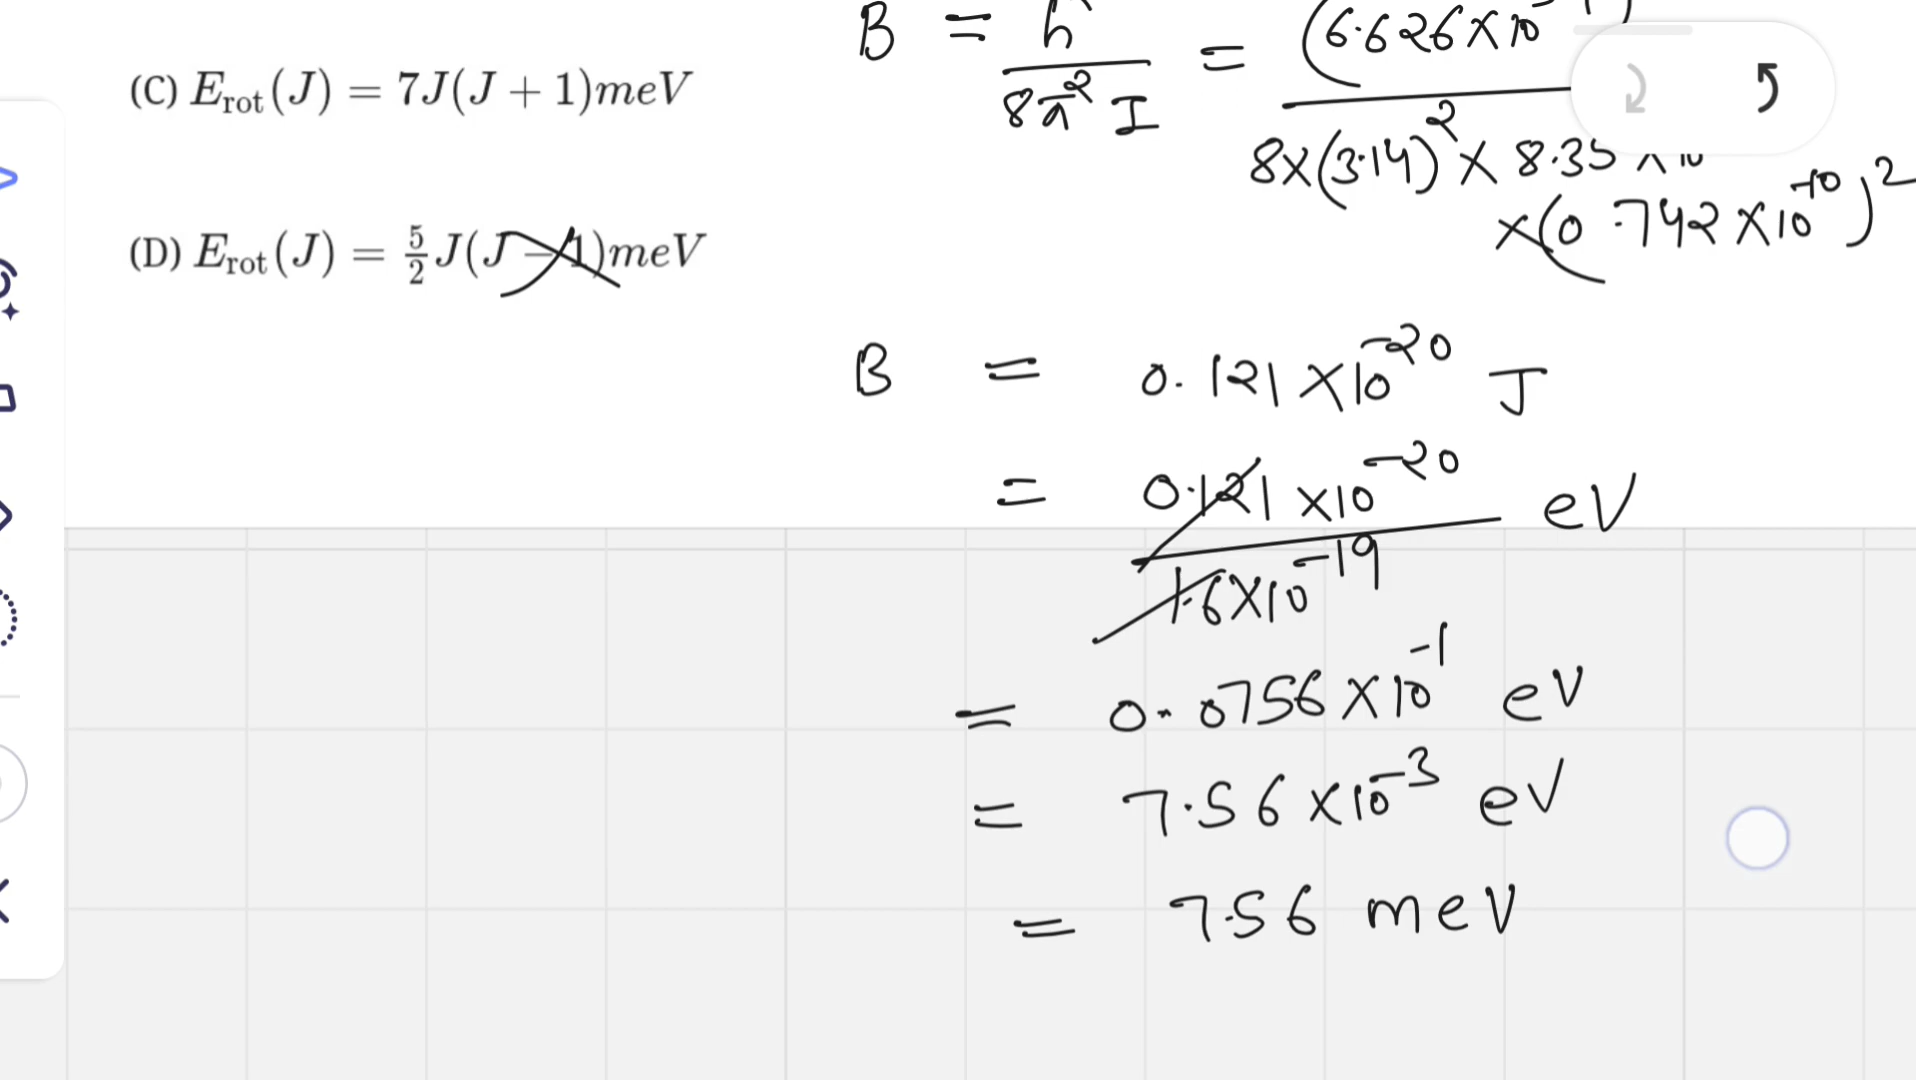 (C) E_rot(J) = 7J(J + 1)meV
(D) E_rot(J) = 5/2 J(J − 1)meV
B = h / 8π² I = (6.626×10 / 8×(3.14)² × 8.35 ×10
×(0.742×10⁻¹⁰)²
B = 0.121×10⁻²⁰ J
= 0.121×10⁻²⁰ / 1.6×10⁻¹⁹ eV
= 0.0756×10⁻¹ eV
= 7.56×10⁻³ eV
= 7.56 meV